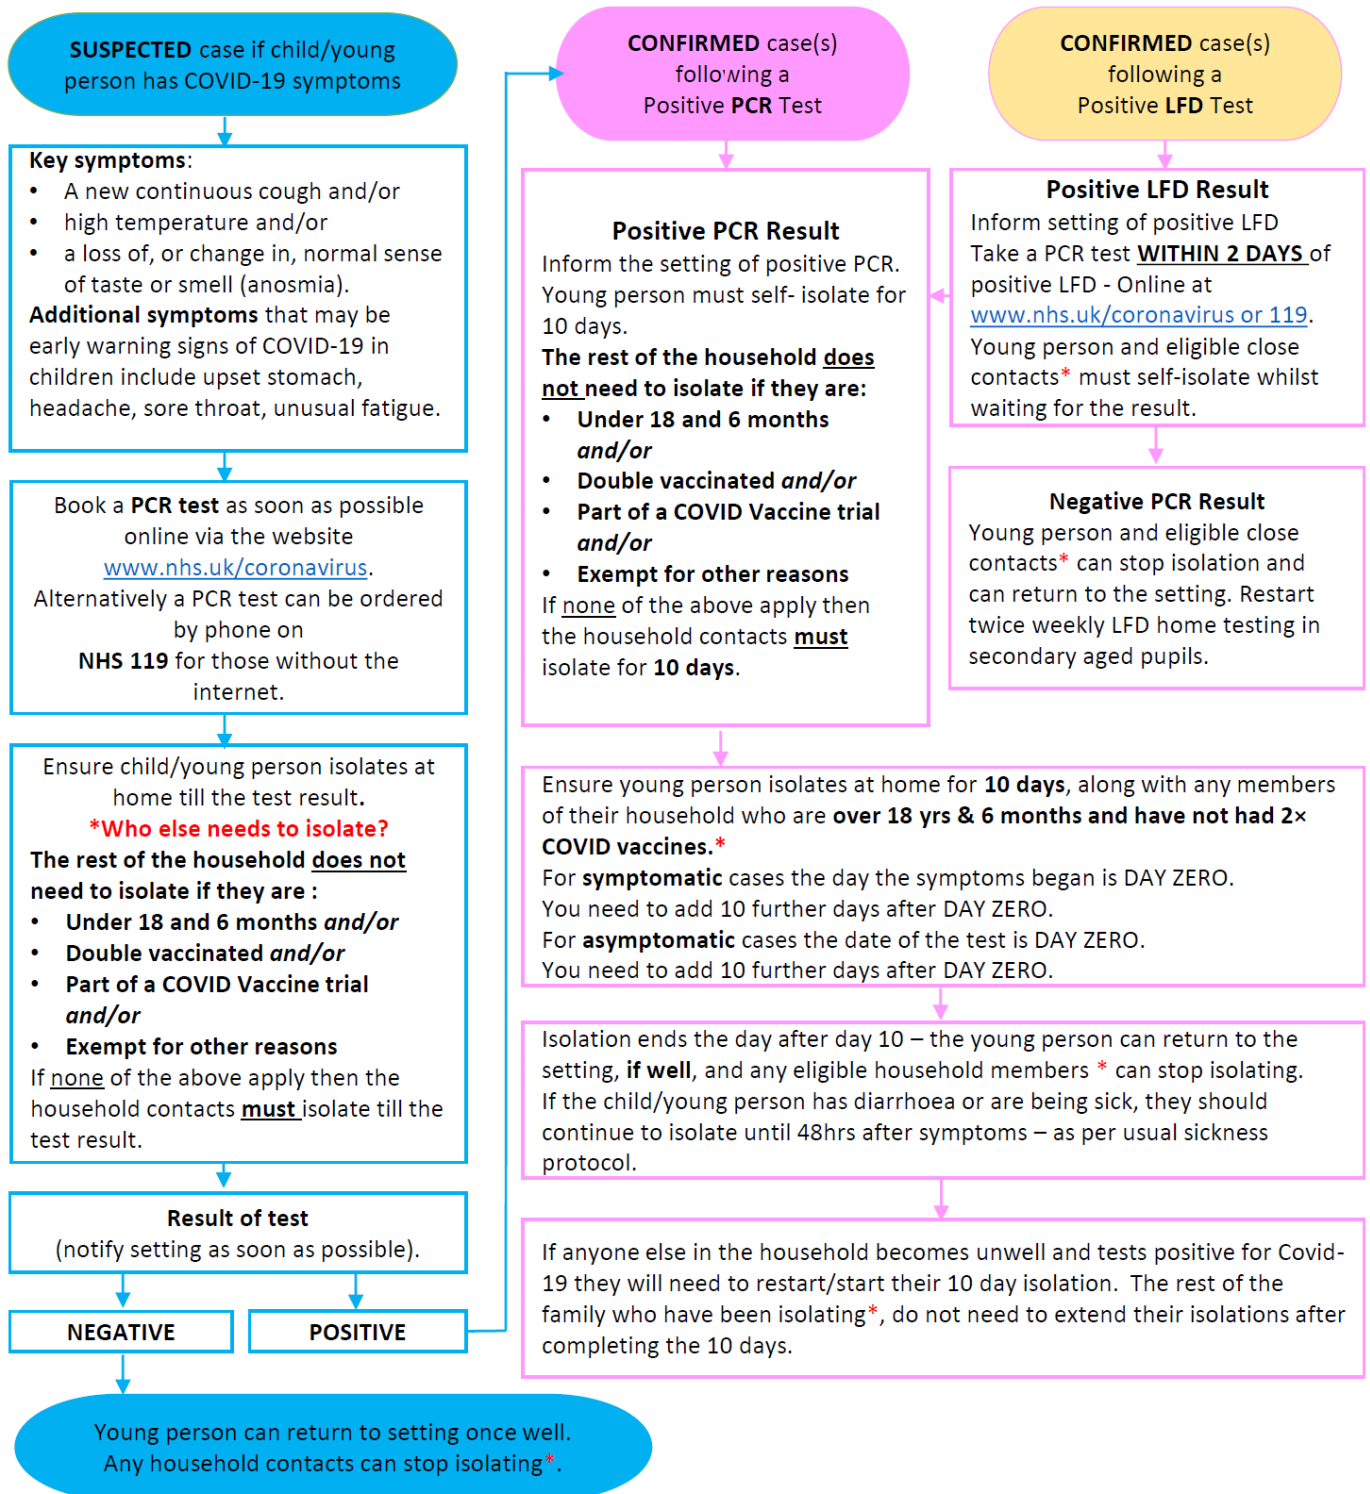 SUSPECTED case if child/young
person has COVID-19 symptoms
Key symptoms:
• A new continuous cough and/or
• high temperature and/or
• a loss of, or change in, normal sense
of taste or smell (anosmia).
Additional symptoms that may be
early warning signs of COVID-19 in
children include upset stomach,
headache, sore throat, unusual fatigue.
Book a PCR test as soon as possible
online via the website
www.nhs.uk/coronavirus.
Alternatively a PCR test can be ordered
by phone on
NHS 119 for those without the
internet.
Ensure child/young person isolates at
home till the test result.
*Who else needs to isolate?
The rest of the household does not
need to isolate if they are :
• Under 18 and 6 months and/or
• Double vaccinated and/or
• Part of a COVID Vaccine trial
and/or
• Exempt for other reasons
If none of the above apply then the
household contacts must isolate till the
test result.
Result of test
(notify setting as soon as possible).
NEGATIVE
POSITIVE
Young person can return to setting once well.
Any household contacts can stop isolating*.
CONFIRMED case(s)
following a
Positive PCR Test
Positive PCR Result
Inform the setting of positive PCR.
Young person must self- isolate for
10 days.
The rest of the household does
not need to isolate if they are:
• Under 18 and 6 months
and/or
• Double vaccinated and/or
• Part of a COVID Vaccine trial
and/or
• Exempt for other reasons
If none of the above apply then
the household contacts must
isolate for 10 days.
CONFIRMED case(s)
following a
Positive LFD Test
Positive LFD Result
Inform setting of positive LFD
Take a PCR test WITHIN 2 DAYS of
positive LFD - Online at
www.nhs.uk/coronavirus or 119.
Young person and eligible close
contacts* must self-isolate whilst
waiting for the result.
Negative PCR Result
Young person and eligible close
contacts* can stop isolation and
can return to the setting. Restart
twice weekly LFD home testing in
secondary aged pupils.
Ensure young person isolates at home for 10 days, along with any members
of their household who are over 18 yrs & 6 months and have not had 2×
COVID vaccines.*
For symptomatic cases the day the symptoms began is DAY ZERO.
You need to add 10 further days after DAY ZERO.
For asymptomatic cases the date of the test is DAY ZERO.
You need to add 10 further days after DAY ZERO.
Isolation ends the day after day 10 – the young person can return to the
setting, if well, and any eligible household members * can stop isolating.
If the child/young person has diarrhoea or are being sick, they should
continue to isolate until 48hrs after symptoms – as per usual sickness
protocol.
If anyone else in the household becomes unwell and tests positive for Covid-
19 they will need to restart/start their 10 day isolation. The rest of the
family who have been isolating*, do not need to extend their isolations after
completing the 10 days.